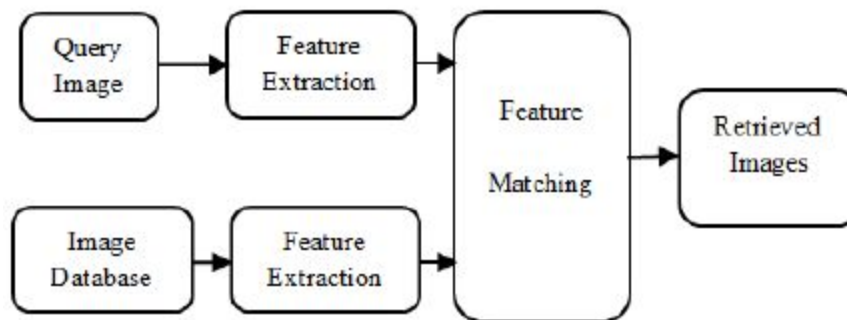 Query
Image
Feature
Extraction
Feature
Matching
Retrieved
Images
Image
Database
Feature
Extraction